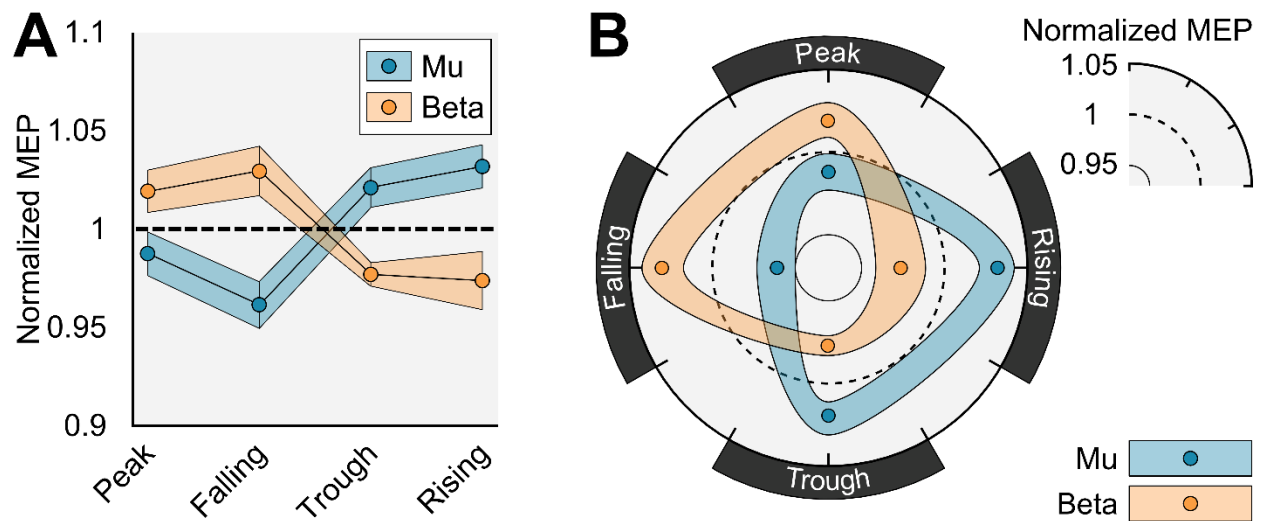 A
Normalized MEP
1.1
1.05
1
0.95
0.9
Mu
Beta
Peak
Falling
Trough
Rising
B
Peak
Falling
Rising
Trough
Normalized MEP
1.05
1
0.95
Mu
Beta